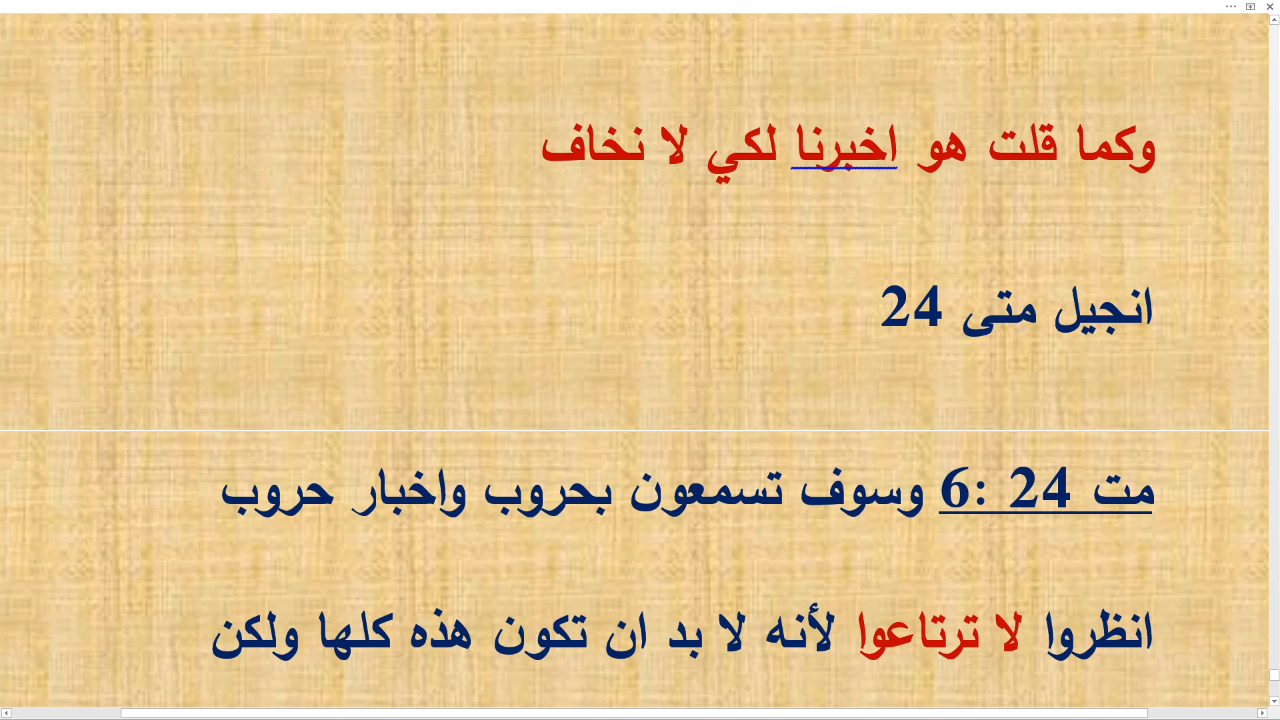 وكما قلت هو اخبرنا لكي لا نخاف
انجيل متى 24
مت 24 :6 وسوف تسمعون بحروب واخبار حروب
انظروا لا ترتاعوا لأنه لا بد ان تكون هذه كلها ولكن